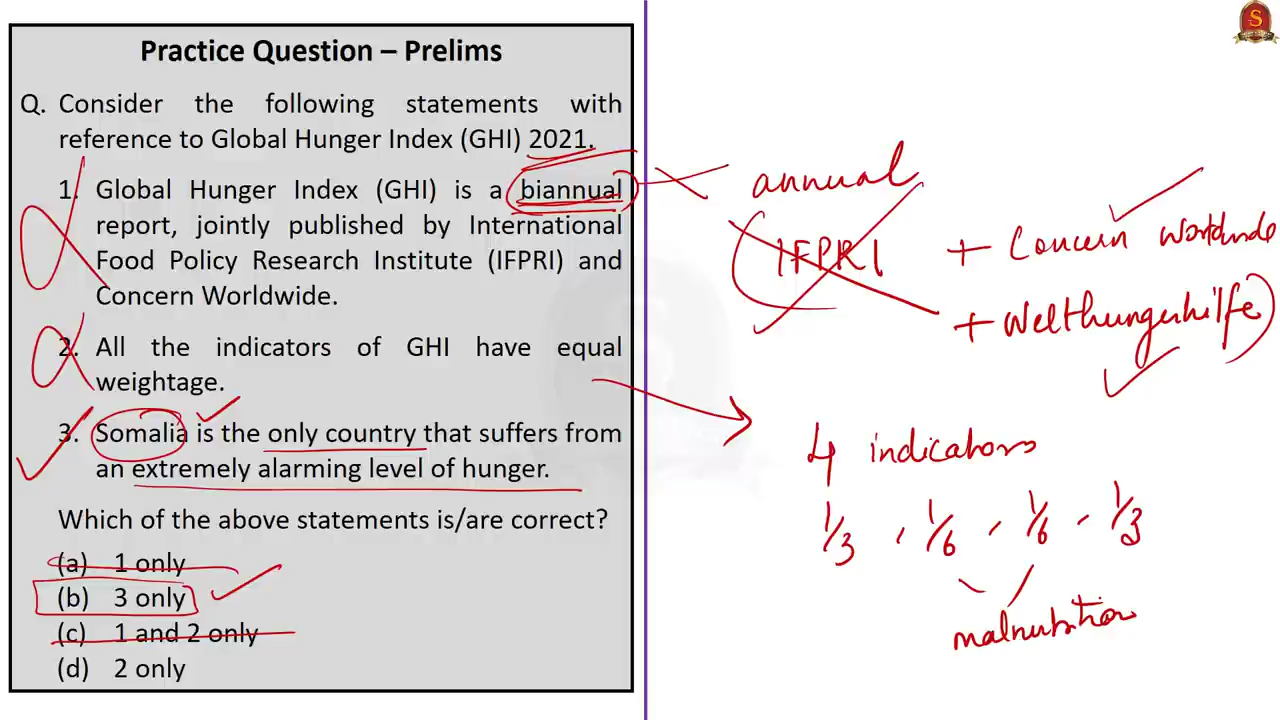 Practice Question – Prelims
Q. Consider the following statements with
reference to Global Hunger Index (GHI) 2021.
1. Global Hunger Index (GHI) is a biannual
report, jointly published by International
Food Policy Research Institute (IFPRI) and
Concern Worldwide.
2. All the indicators of GHI have equal
weightage.
3. Somalia is the only country that suffers from
an extremely alarming level of hunger.
Which of the above statements is/are correct?
(a) 1 only
(b) 3 only
(c) 1 and 2 only
(d) 2 only
annual
IFPRI + Concern Worldwide
+ Welthungerhilfe
4 indicators
1/3, 1/6, 1/6, 1/3
malnutrition
S